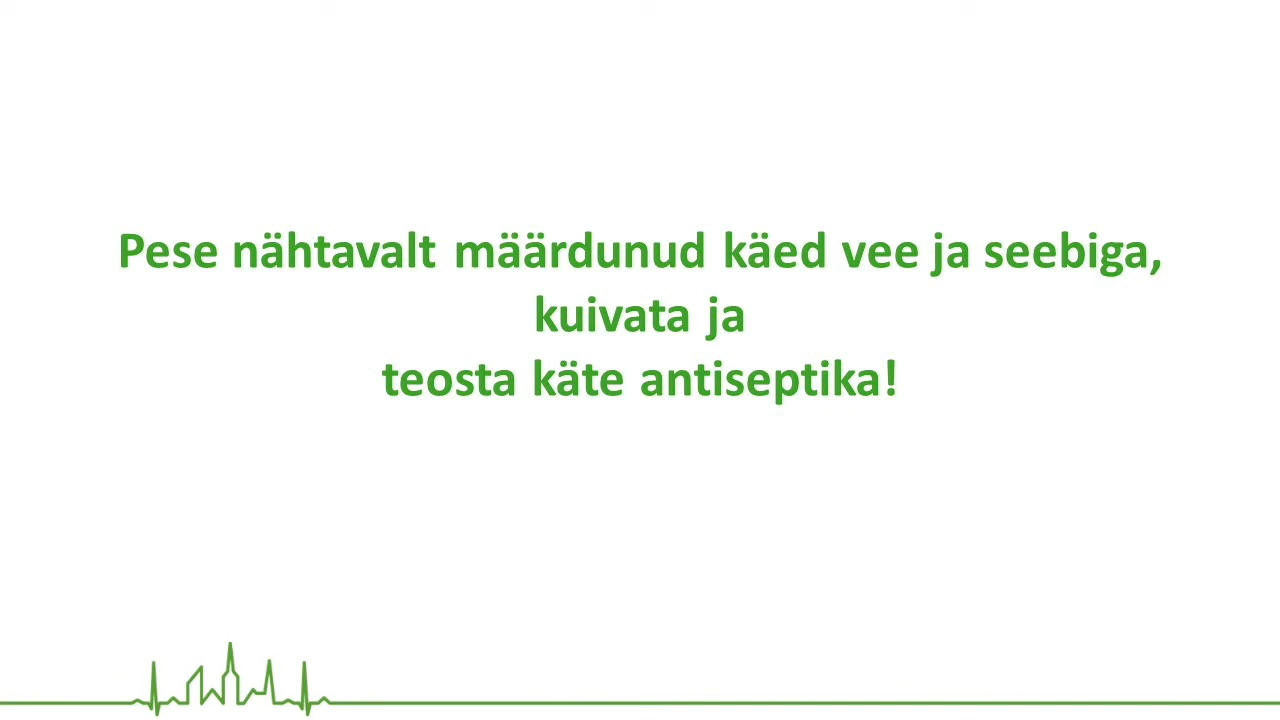 Pese nähtavalt määrdunud käed vee ja seebiga,
kuivata ja
teosta käte antiseptika!